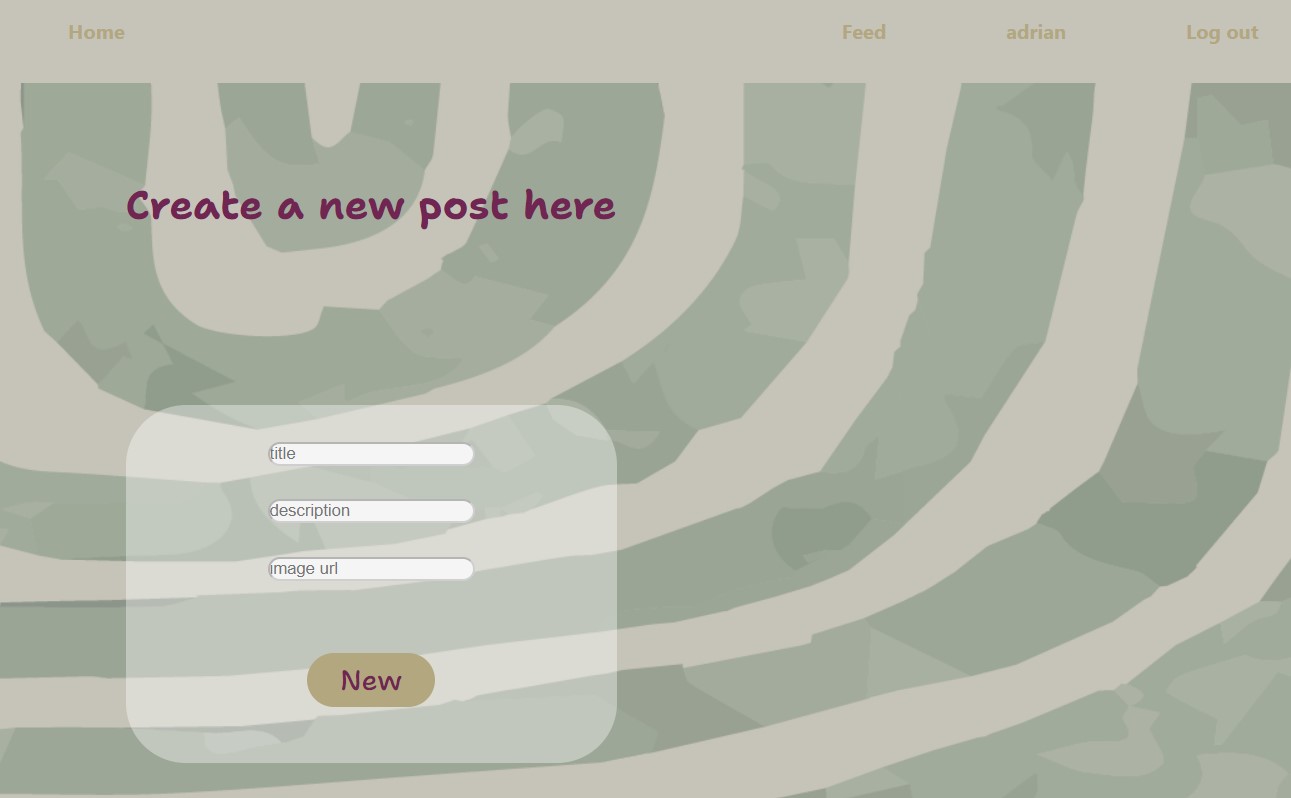 Home Feed adrian Log out
Create a new post here
title
description
image url
New